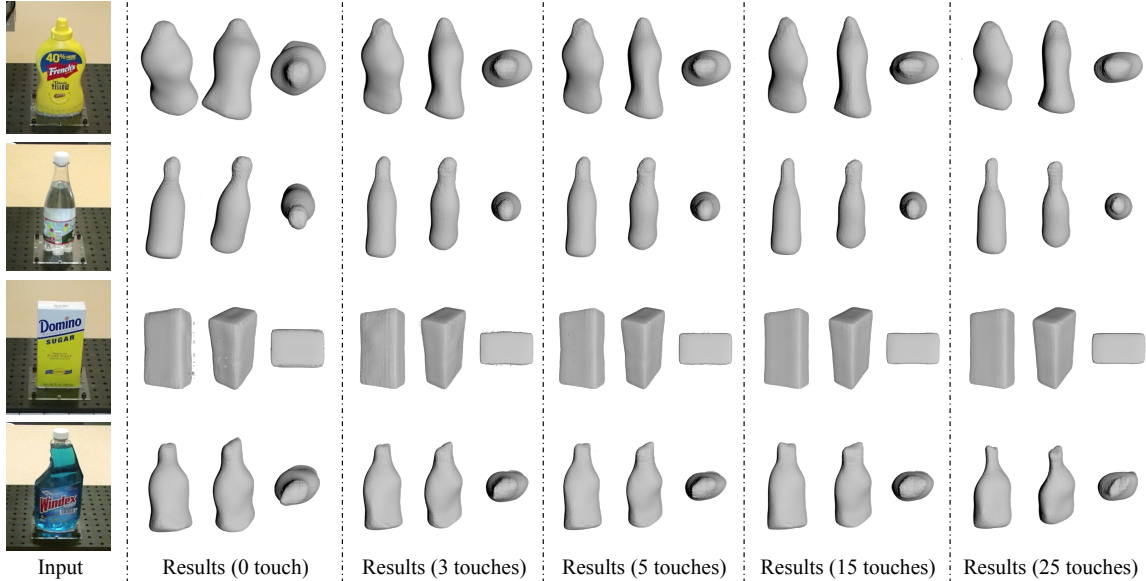 40%
French's
Domino
SUGAR
Windex
Input
Results (0 touch)
Results (3 touches)
Results (5 touches)
Results (15 touches)
Results (25 touches)